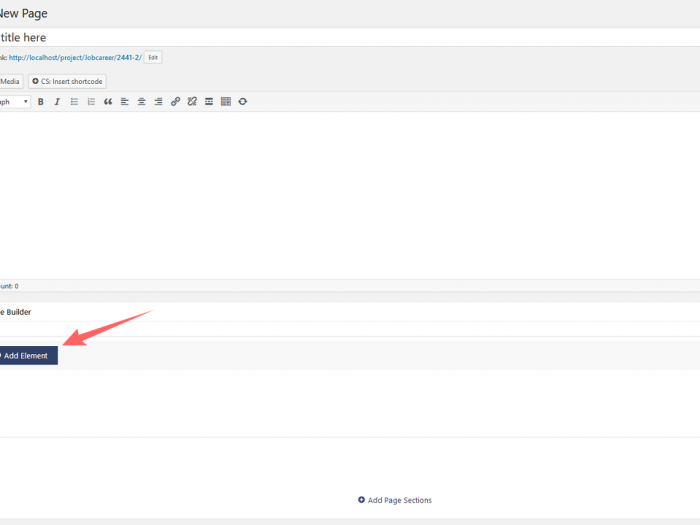 New Page
title here
nk: http://localhost/project/Jobcareer/2441-2/ Edit
Media CS: Insert shortcode
ph B I
unt: 0
e Builder
Add Element
Add Page Sections